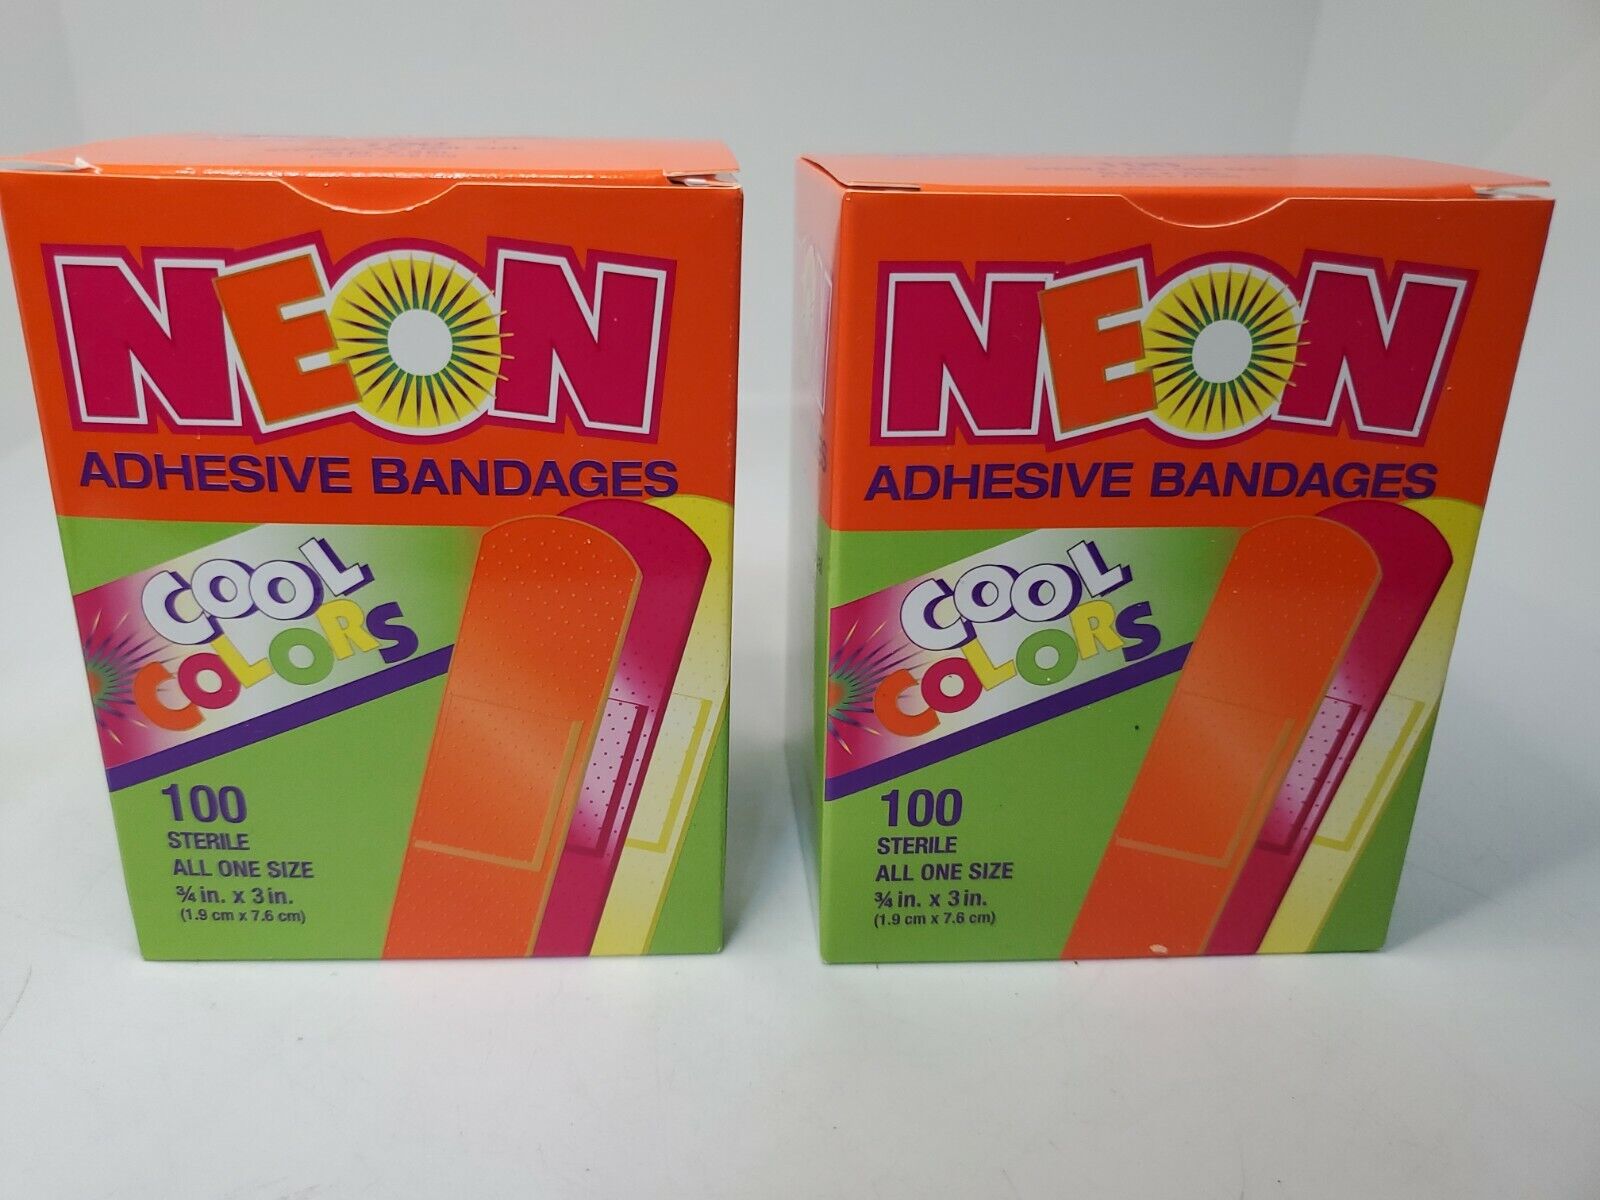 NEON
ADHESIVE BANDAGES
COOL
COLORS
100
STERILE
ALL ONE SIZE
¾ in. x 3 in.
(1.9 cm x 7.6 cm)
NEON
ADHESIVE BANDAGES
COOL
COLORS
100
STERILE
ALL ONE SIZE
¾ in. x 3 in.
(1.9 cm x 7.6 cm)